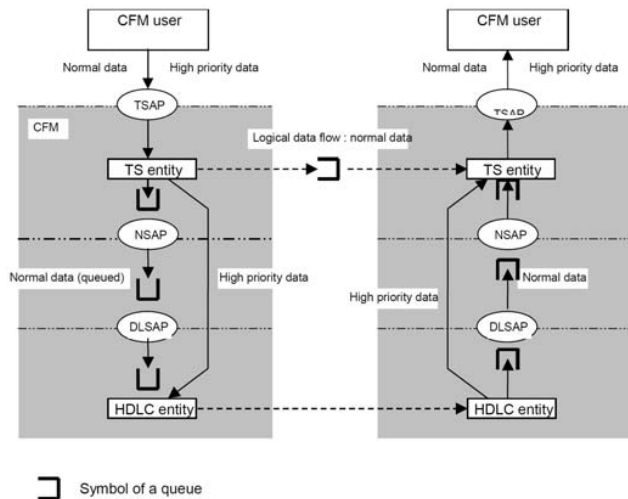 CFM user
CFM user
Normal data
High priority data
Normal data
High priority data
TSAP
TSAP
CFM
Logical data flow : normal data
TS entity
TS entity
NSAP
NSAP
Normal data (queued)
High priority data
Normal data
High priority data
DLSAP
DLSAP
HDLC entity
HDLC entity
Symbol of a queue